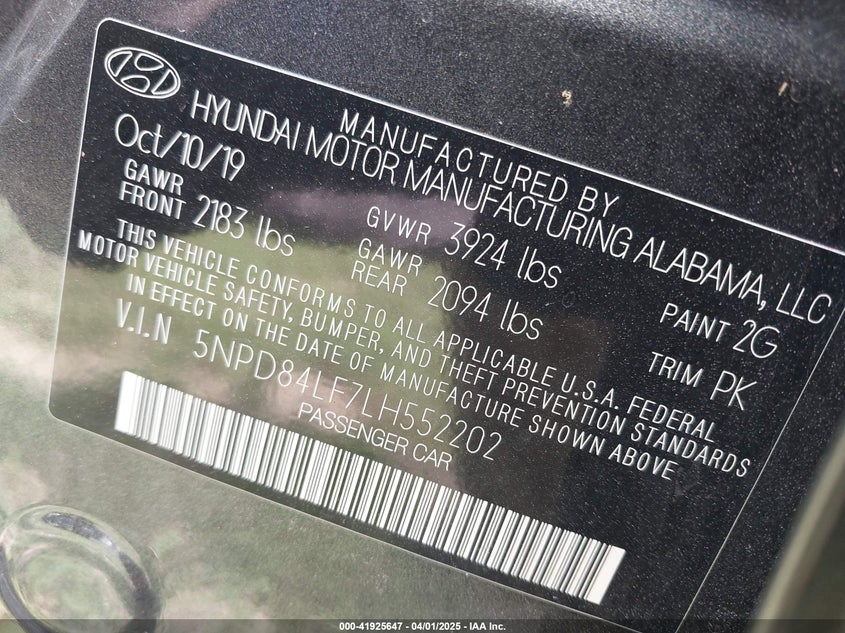 MANUFACTURED BY
HYUNDAI MOTOR MANUFACTURING ALABAMA, LLC
Oct/10/19 GVWR 3924 lbs PAINT 2G
GAWR FRONT 2183 lbs GAWR REAR 2094 lbs TRIM PK
THIS VEHICLE CONFORMS TO ALL APPLICABLE U.S.A. FEDERAL
MOTOR VEHICLE SAFETY, BUMPER, AND THEFT PREVENTION STANDARDS
IN EFFECT ON THE DATE OF MANUFACTURE SHOWN ABOVE
V.I.N 5NPD84LF7LH552202
PASSENGER CAR
000-41925647 - 04/01/2025 - IAA Inc.